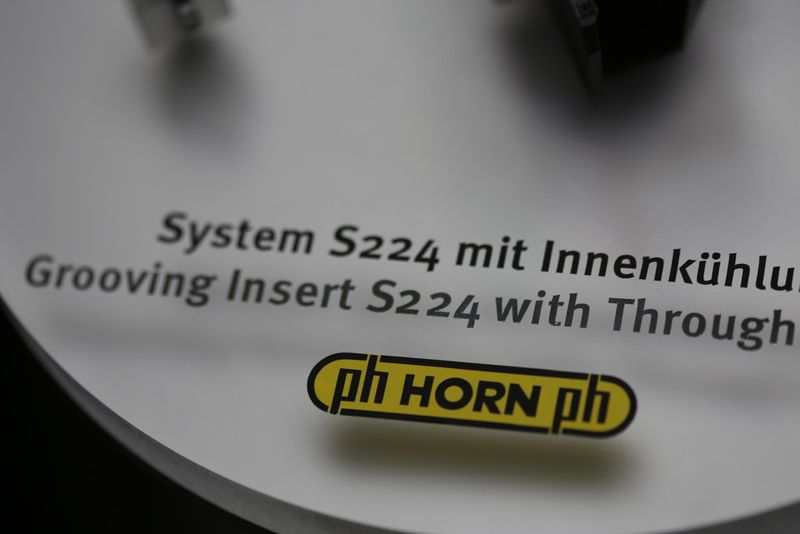 System S224 mit Innenkühlu
Grooving Insert S224 with Through
ph HORN ph